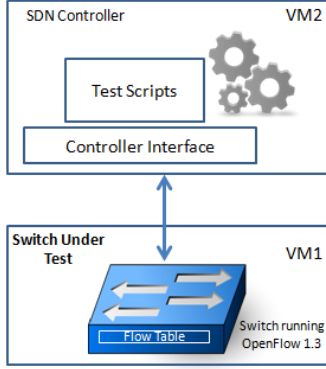 SDN Controller
VM2
Test Scripts
Controller Interface
Switch Under
Test
VM1
Flow Table
Switch running
OpenFlow 1.3